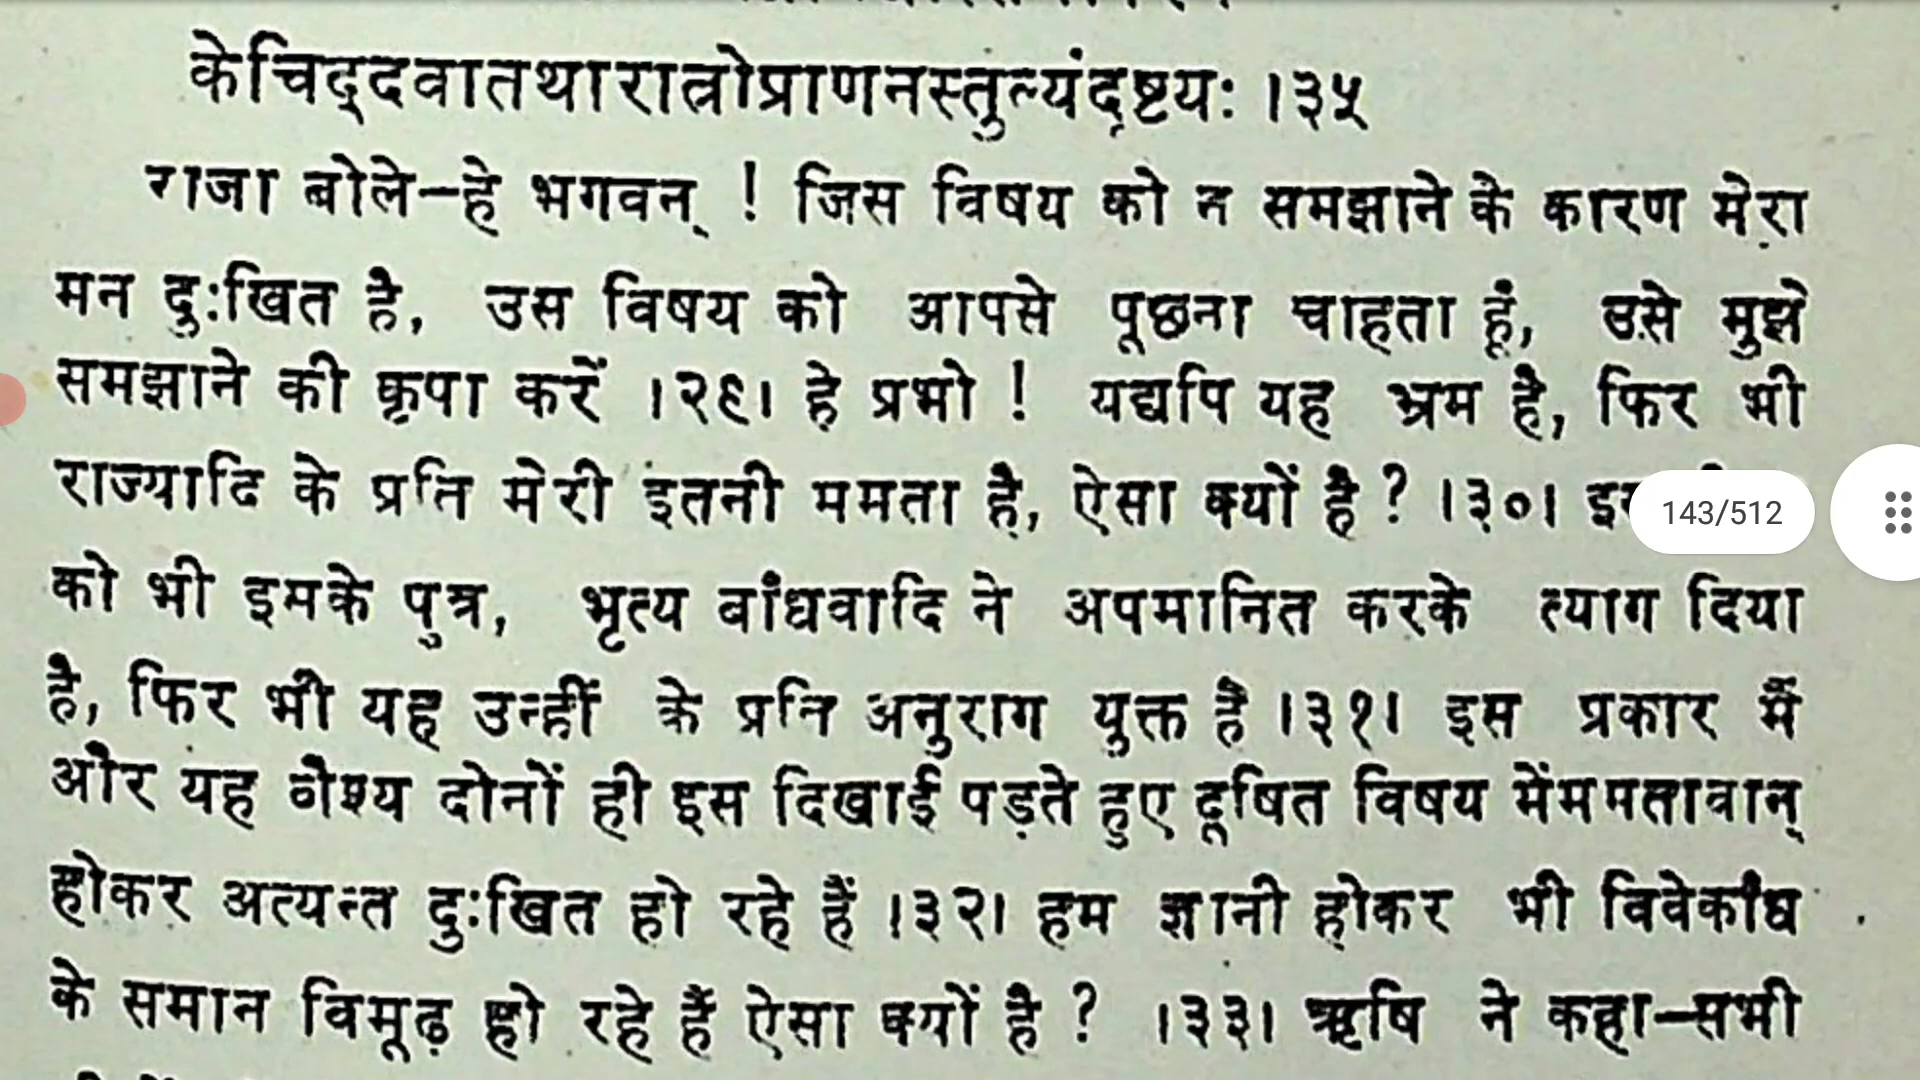 केचिद्दवातथारात्रोप्राणनस्तुल्यंदृष्टयः ।३५
राजा बोले–हे भगवन् ! जिस विषय को न समझाने के कारण मेरा
मन दुःखित है, उस विषय को आपसे पूछना चाहता हूं, उसे मुझे
समझाने की कृपा करें ।२९। हे प्रभो ! यद्यपि यह भ्रम है, फिर भी
राज्यादि के प्रति मेरी इतनी ममता है, ऐसा क्यों है ? ।३०।
143/512
को भी इमके पुत्र, भृत्य बांधवादि ने अपमानित करके त्याग दिया
है, फिर भी यह उन्हीं के प्रति अनुराग युक्त है ।३१। इस प्रकार मैं
और यह वैश्य दोनों ही इस दिखाई पड़ते हुए दूषित विषय मेंममतावान्
होकर अत्यन्त दुःखित हो रहे हैं ।३२। हम ज्ञानी होकर भी विवेकांध
के समान विमूढ़ हो रहे हैं ऐसा क्यों है ? ।३३। ऋषि ने कहा–सभी